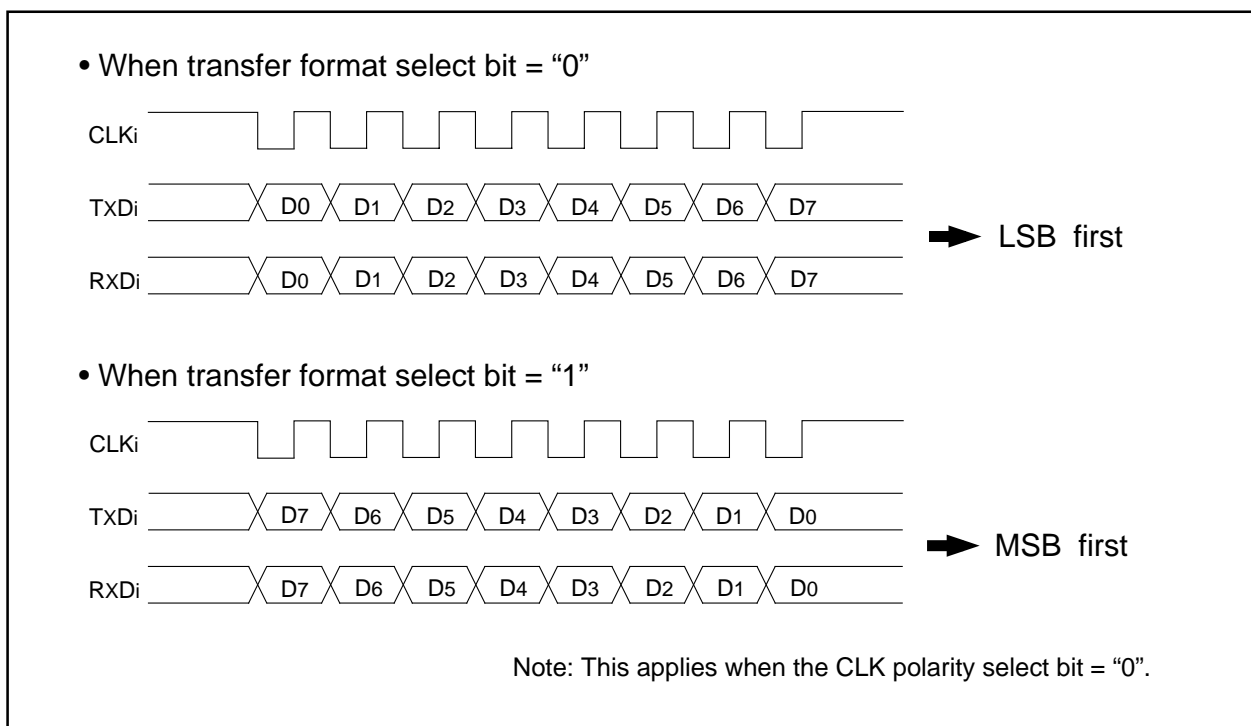 • When transfer format select bit = “0”
CLKi
TXDi D0 D1 D2 D3 D4 D5 D6 D7
RXDi D0 D1 D2 D3 D4 D5 D6 D7
LSB first
• When transfer format select bit = “1”
CLKi
TXDi D7 D6 D5 D4 D3 D2 D1 D0
RXDi D7 D6 D5 D4 D3 D2 D1 D0
MSB first
Note: This applies when the CLK polarity select bit = “0”.